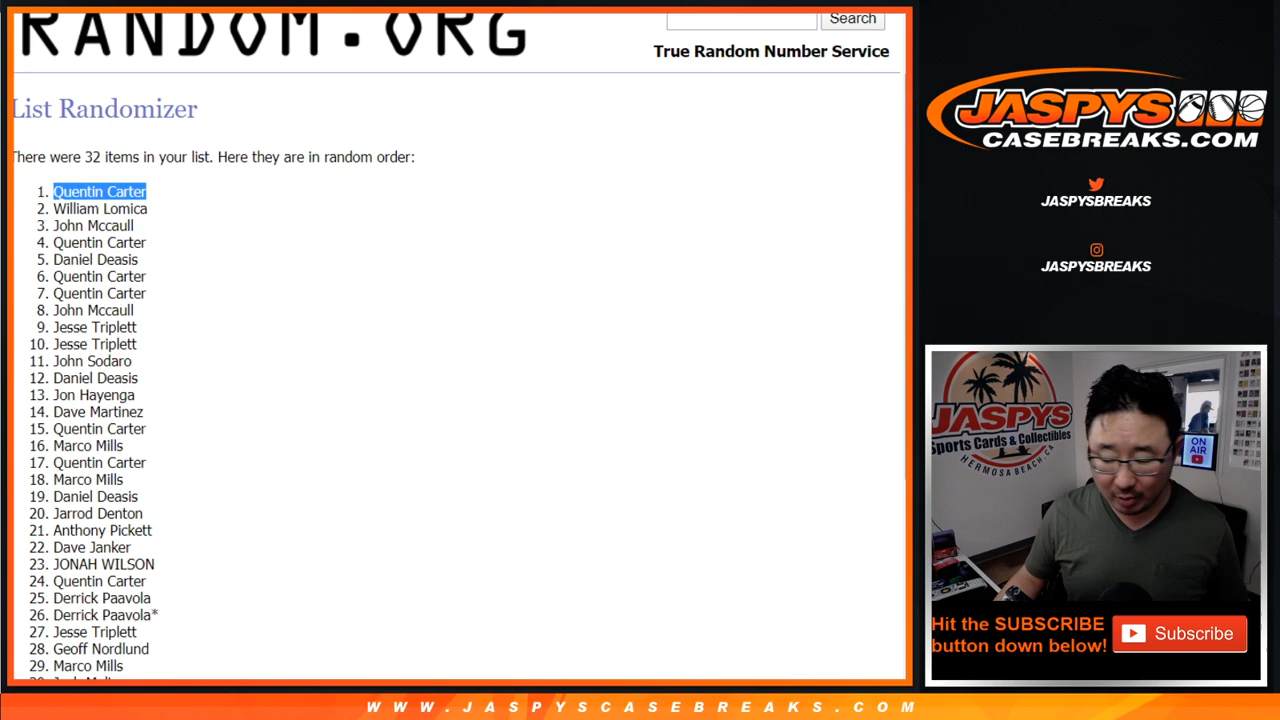 RANDOM.ORG
Search
True Random Number Service
List Randomizer
There were 32 items in your list. Here they are in random order:
1. Quentin Carter
2. William Lomica
3. John Mccaull
4. Quentin Carter
5. Daniel Deasis
6. Quentin Carter
7. Quentin Carter
8. John Mccaull
9. Jesse Triplett
10. Jesse Triplett
11. John Sodaro
12. Daniel Deasis
13. Jon Hayenga
14. Dave Martinez
15. Quentin Carter
16. Marco Mills
17. Quentin Carter
18. Marco Mills
19. Daniel Deasis
20. Jarrod Denton
21. Anthony Pickett
22. Dave Janker
23. JONAH WILSON
24. Quentin Carter
25. Derrick Paavola
26. Derrick Paavola*
27. Jesse Triplett
28. Geoff Nordlund
29. Marco Mills
JASPYS
CASEBREAKS.COM
JASPYSBREAKS
JASPYSBREAKS
JASPYS
Sports Cards & Collectibles
HERMOSA BEACH, CA
ON
AIR
Hit the SUBSCRIBE
button down below!
Subscribe
WWW.JASPYSCASEBREAKS.COM